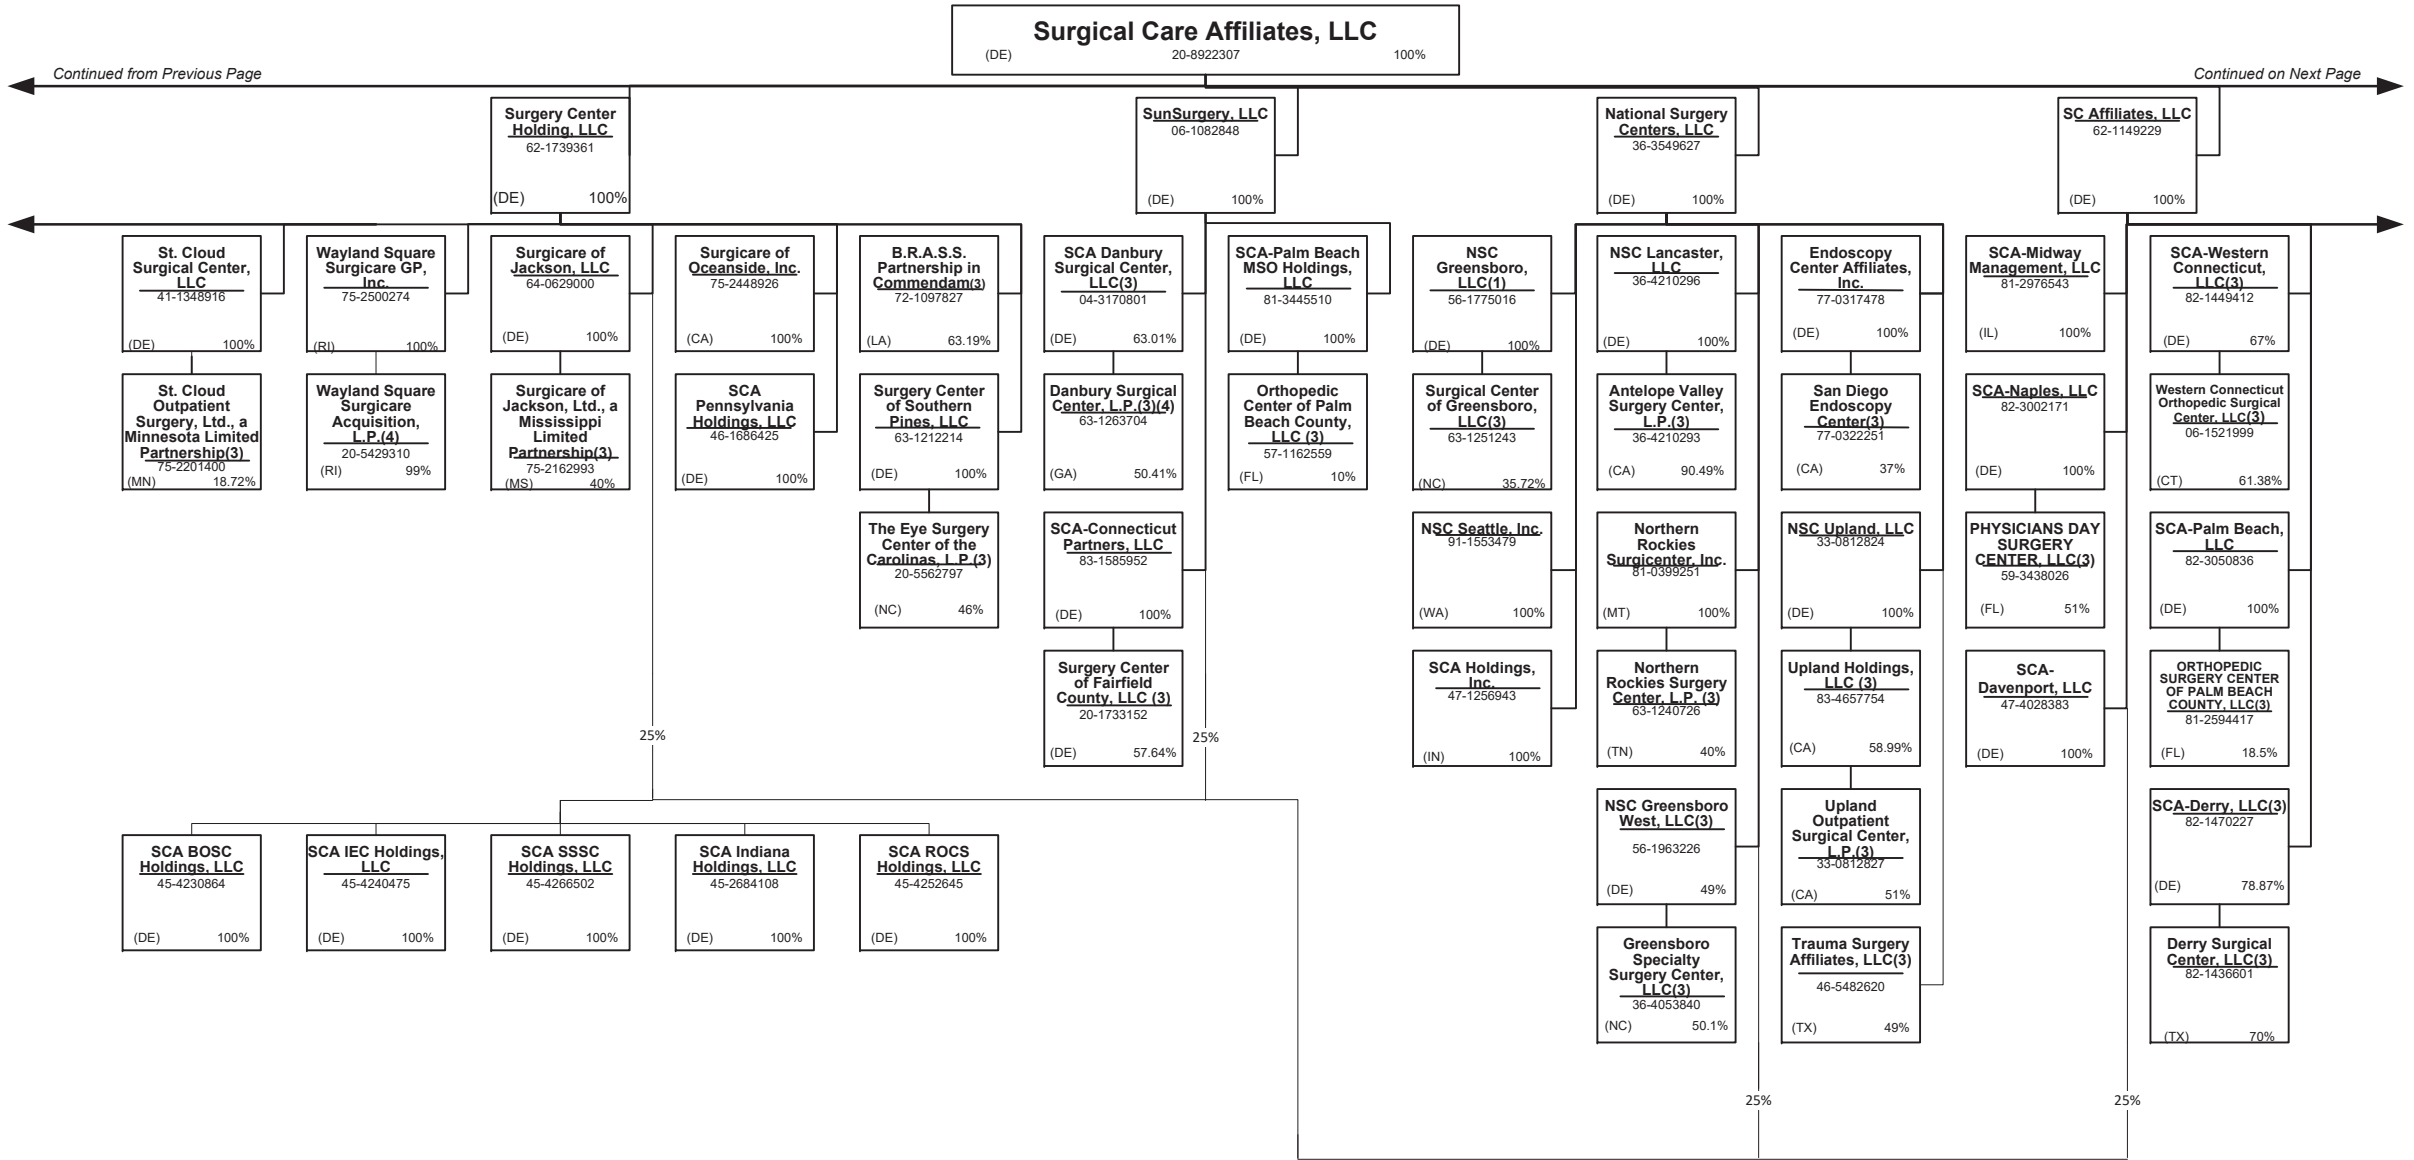 Surgical Care Affiliates, LLC
(DE) 20-8922307 100%
Continued from Previous Page
Continued on Next Page
Surgery Center
Holding, LLC
62-1739361
(DE) 100%
SunSurgery, LLC
06-1082848
(DE) 100%
National Surgery
Centers, LLC
36-3549627
(DE) 100%
SC Affiliates, LLC
62-1149229
(DE) 100%
St. Cloud
Surgical Center,
LLC
41-1348916
(DE) 100%
Wayland Square
Surgicare GP,
Inc.
75-2500274
(RI) 100%
Surgicare of
Jackson, LLC
64-0629000
(DE) 100%
Surgicare of
Oceanside, Inc.
75-2448926
(CA) 100%
B.R.A.S.S.
Partnership in
Commendam(3)
72-1097827
(LA) 63.19%
SCA Danbury
Surgical Center,
LLC(3)
04-3170801
(DE) 63.01%
SCA-Palm Beach
MSO Holdings,
LLC
81-3445510
(DE) 100%
NSC
Greensboro,
LLC(1)
56-1775016
(DE) 100%
NSC Lancaster,
LLC
36-4210296
(DE) 100%
Endoscopy
Center Affiliates,
Inc.
77-0317478
(DE) 100%
SCA-Midway
Management, LLC
81-2976543
(IL) 100%
SCA-Western
Connecticut,
LLC(3)
82-1449412
(DE) 67%
St. Cloud
Outpatient
Surgery, Ltd., a
Minnesota Limited
Partnership(3)
75-2201400
(MN) 18.72%
Wayland Square
Surgicare
Acquisition,
L.P.(4)
20-5429310
(RI) 99%
Surgicare of
Jackson, Ltd., a
Mississippi
Limited
Partnership(3)
75-2162993
(MS) 40%
SCA
Pennsylvania
Holdings, LLC
46-1686425
(DE) 100%
Surgery Center
of Southern
Pines, LLC
63-1212214
(DE) 100%
Danbury Surgical
Center, L.P.(3)(4)
63-1263704
(GA) 50.41%
Orthopedic
Center of Palm
Beach County,
LLC (3)
57-1162559
(FL) 10%
Surgical Center
of Greensboro,
LLC(3)
63-1251243
(NC) 35.72%
Antelope Valley
Surgery Center,
L.P.(3)
36-4210293
(CA) 90.49%
San Diego
Endoscopy
Center(3)
77-0322251
(CA) 37%
SCA-Naples, LLC
82-3002171
(DE) 100%
Western Connecticut
Orthopedic Surgical
Center, LLC(3)
06-1521999
(CT) 61.38%
The Eye Surgery
Center of the
Carolinas, L.P.(3)
20-5562797
(NC) 46%
SCA-Connecticut
Partners, LLC
83-1585952
(DE) 100%
NSC Seattle, Inc.
91-1553479
(WA) 100%
Northern
Rockies
Surgicenter, Inc.
81-0399251
(MT) 100%
NSC Upland, LLC
33-0812824
(DE) 100%
PHYSICIANS DAY
SURGERY
CENTER, LLC(3)
59-3438026
(FL) 51%
SCA-Palm Beach,
LLC
82-3050836
(DE) 100%
Surgery Center
of Fairfield
County, LLC (3)
20-1733152
(DE) 57.64%
SCA Holdings,
Inc.
47-1256943
(IN) 100%
Northern
Rockies Surgery
Center, L.P. (3)
63-1240726
(TN) 40%
Upland Holdings,
LLC (3)
83-4657754
(CA) 58.99%
SCA-
Davenport, LLC
47-4028383
(DE) 100%
ORTHOPEDIC
SURGERY CENTER
OF PALM BEACH
COUNTY, LLC(3)
81-2594417
(FL) 18.5%
25%
25%
NSC Greensboro
West, LLC(3)
56-1963226
(DE) 49%
Upland
Outpatient
Surgical Center,
L.P.(3)
33-0812827
(CA) 51%
SCA-Derry, LLC(3)
82-1470227
(DE) 78.87%
SCA BOSC
Holdings, LLC
45-4230864
(DE) 100%
SCA IEC Holdings,
LLC
45-4240475
(DE) 100%
SCA SSSC
Holdings, LLC
45-4266502
(DE) 100%
SCA Indiana
Holdings, LLC
45-2684108
(DE) 100%
SCA ROCS
Holdings, LLC
45-4252645
(DE) 100%
Greensboro
Specialty
Surgery Center,
LLC(3)
36-4053840
(NC) 50.1%
Trauma Surgery
Affiliates, LLC(3)
46-5482620
(TX) 49%
Derry Surgical
Center, LLC(3)
82-1436601
(TX) 70%
25%
25%